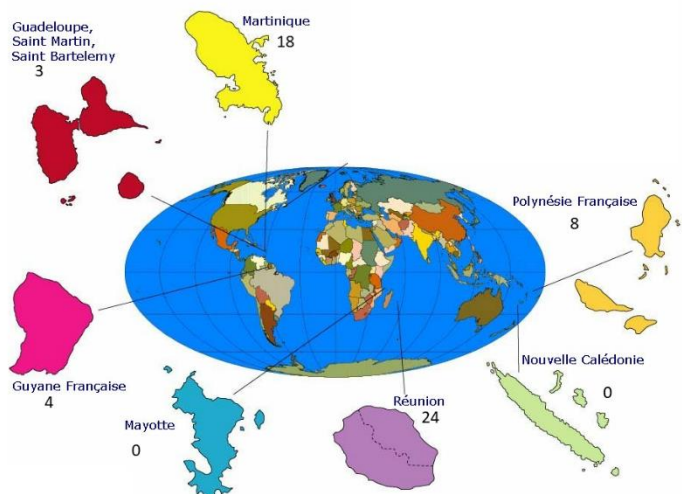 Guadeloupe,
Saint Martin,
Saint Bartelemy
3
Martinique
18
Polynésie Française
8
Guyane Française
4
Mayotte
0
Réunion
24
Nouvelle Calédonie
0